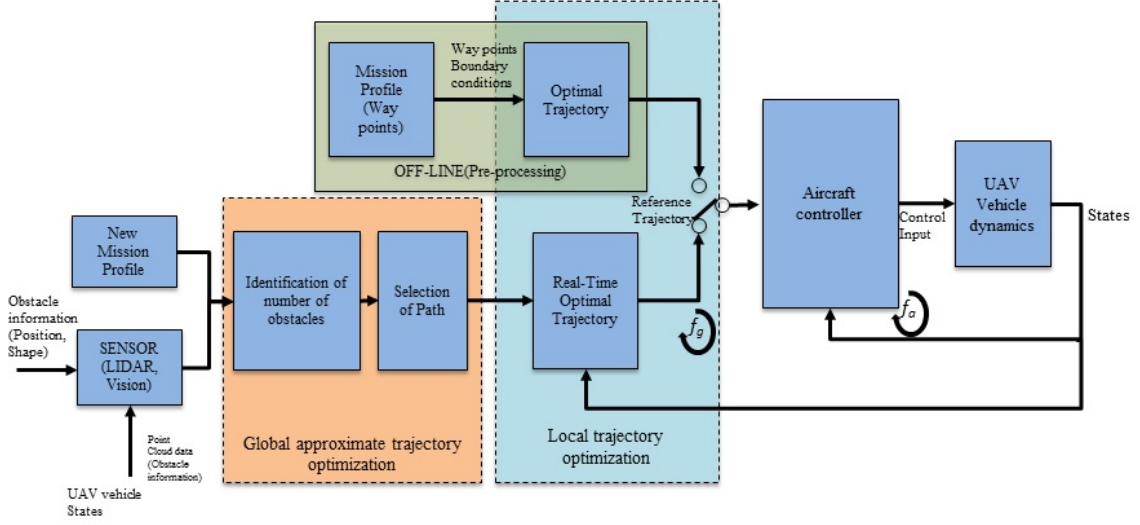 Mission
Profile
(Way
points)
Way points
Boundary
conditions
Optimal
Trajectory
OFF-LINE(Pre-processing)
Reference
Trajectory
Aircraft
controller
Control
Input
UAV
Vehicle
dynamics
States
New
Mission
Profile
Obstacle
information
(Position,
Shape)
SENSOR
(LIDAR,
Vision)
Point
Cloud data
(Obstacle
information)
UAV vehicle
States
Identification of
number of
obstacles
Selection
of Path
Global approximate trajectory
optimization
Real-Time
Optimal
Trajectory
fg
fa
Local trajectory
optimization